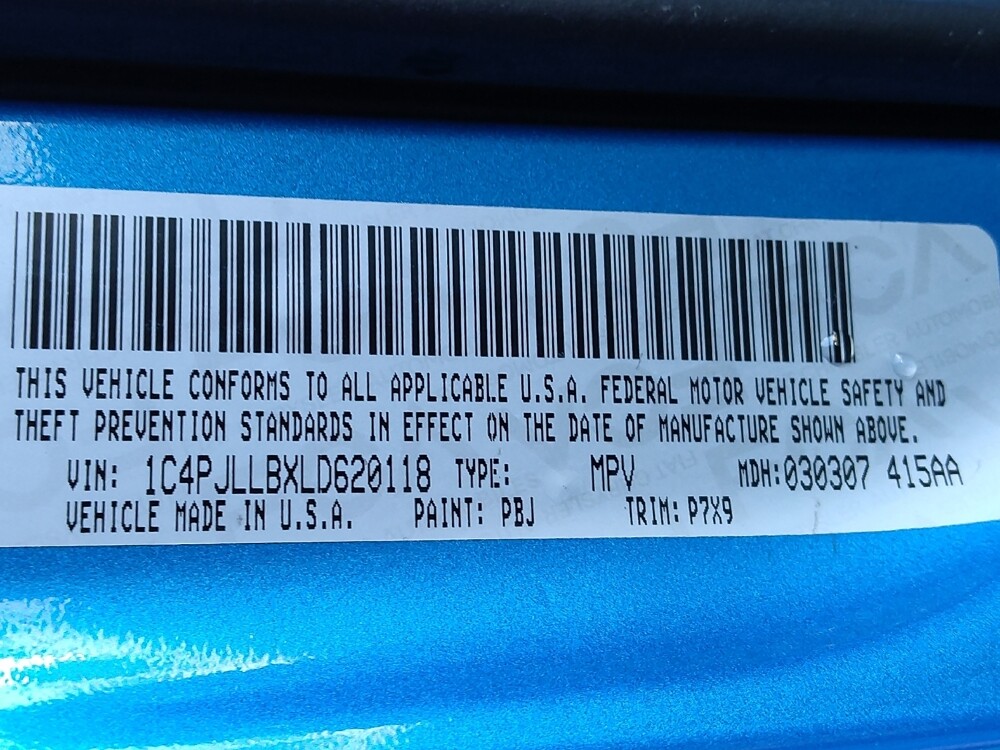 THIS VEHICLE CONFORMS TO ALL APPLICABLE U.S.A. FEDERAL MOTOR VEHICLE SAFETY AND
THEFT PREVENTION STANDARDS IN EFFECT ON THE DATE OF MANUFACTURE SHOWN ABOVE.
VIN: 1C4PJLLBXLD620118 TYPE: MPV MDH: 030307 415AA
VEHICLE MADE IN U.S.A. PAINT: PBJ TRIM: P7X9